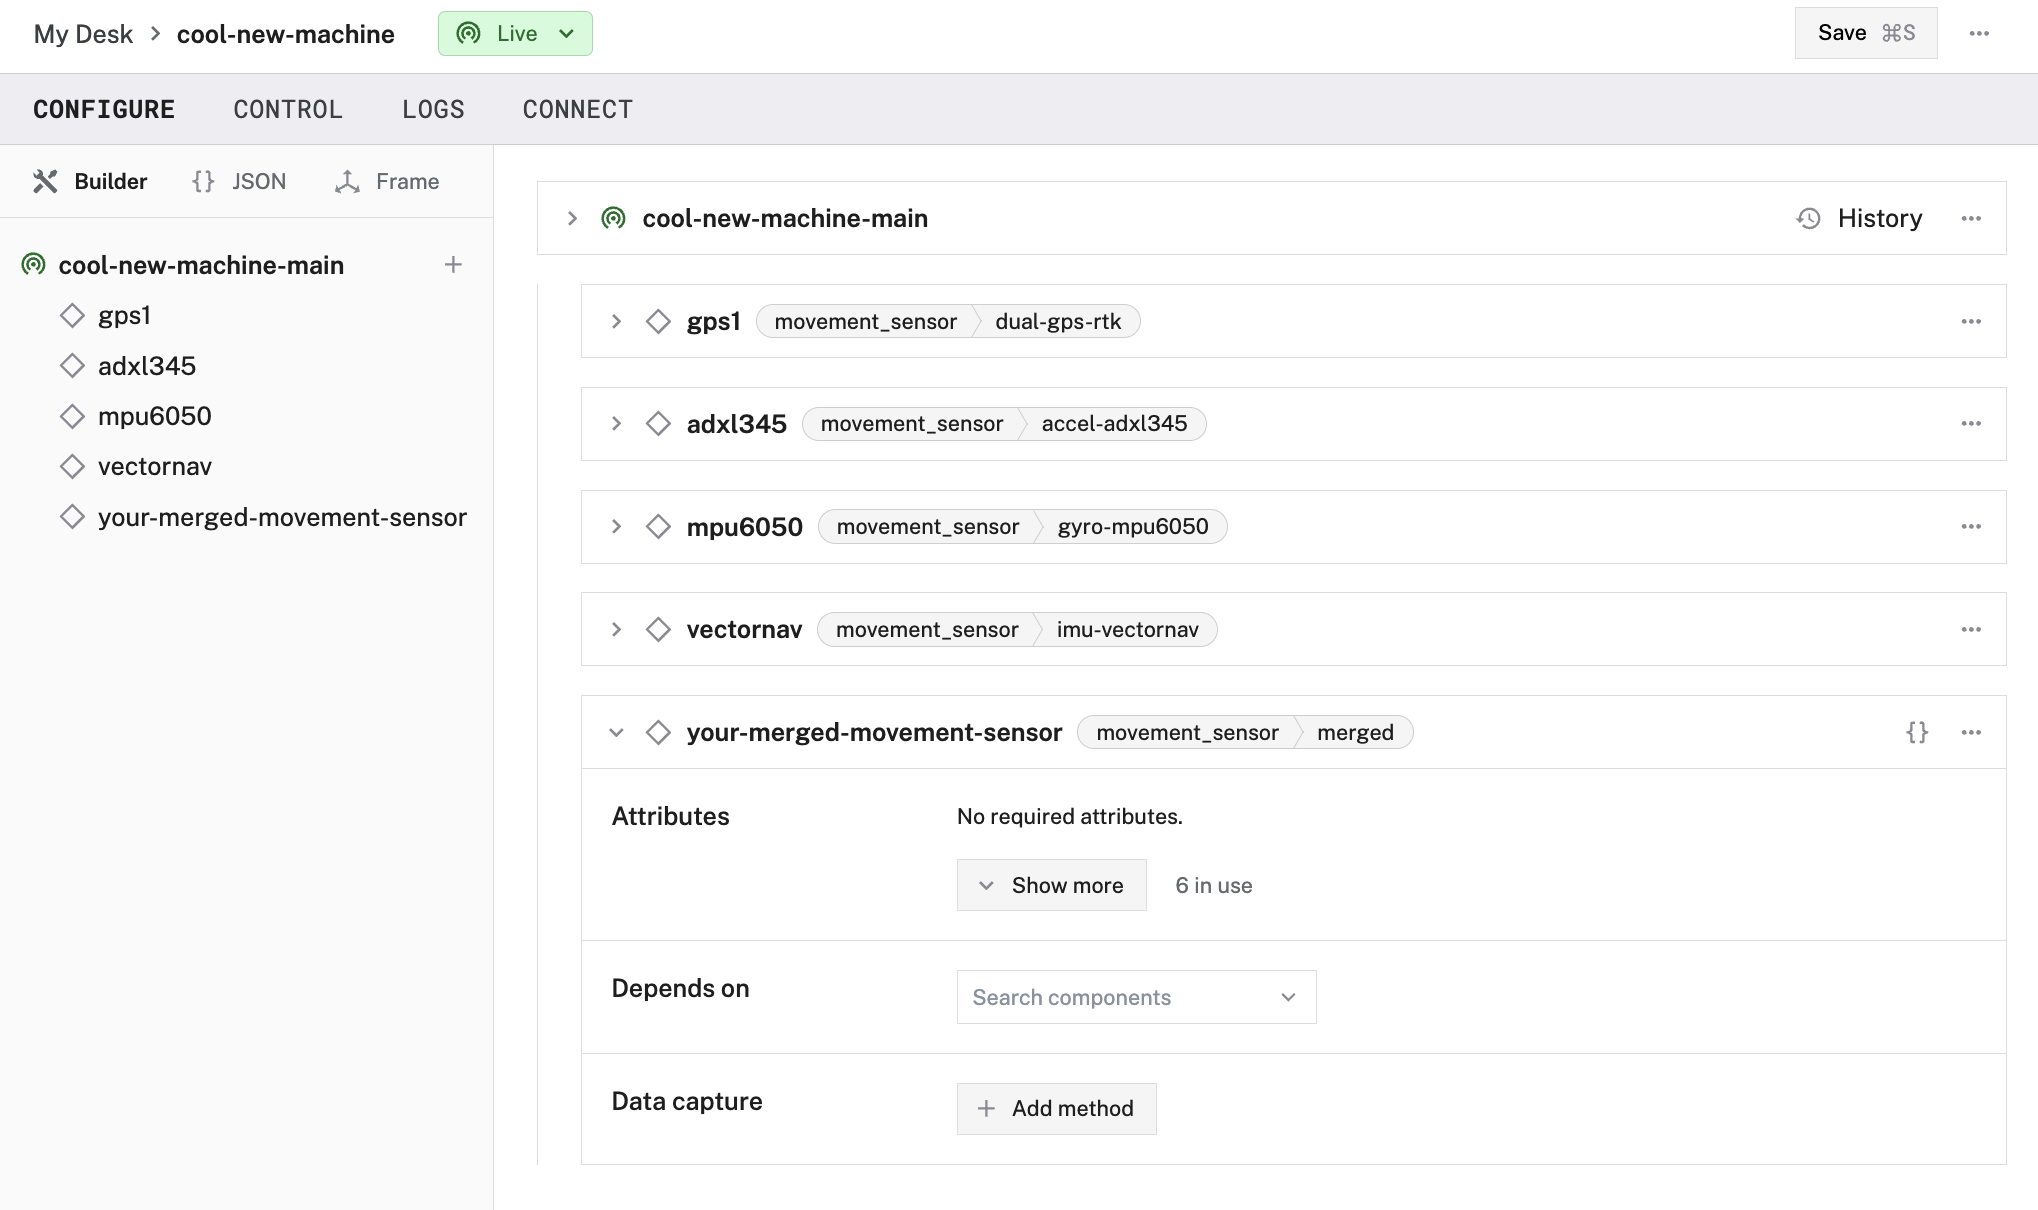 My Desk > cool-new-machine Live Save ⌘S ...
CONFIGURE CONTROL LOGS CONNECT
Builder {} JSON Frame
cool-new-machine-main +
gps1
adxl345
mpu6050
vectornav
your-merged-movement-sensor
cool-new-machine-main History ...
gps1 movement_sensor dual-gps-rtk ...
adxl345 movement_sensor accel-adxl345 ...
mpu6050 movement_sensor gyro-mpu6050 ...
vectornav movement_sensor imu-vectornav ...
your-merged-movement-sensor movement_sensor merged {} ...
Attributes No required attributes.
Show more 6 in use
Depends on Search components
Data capture + Add method